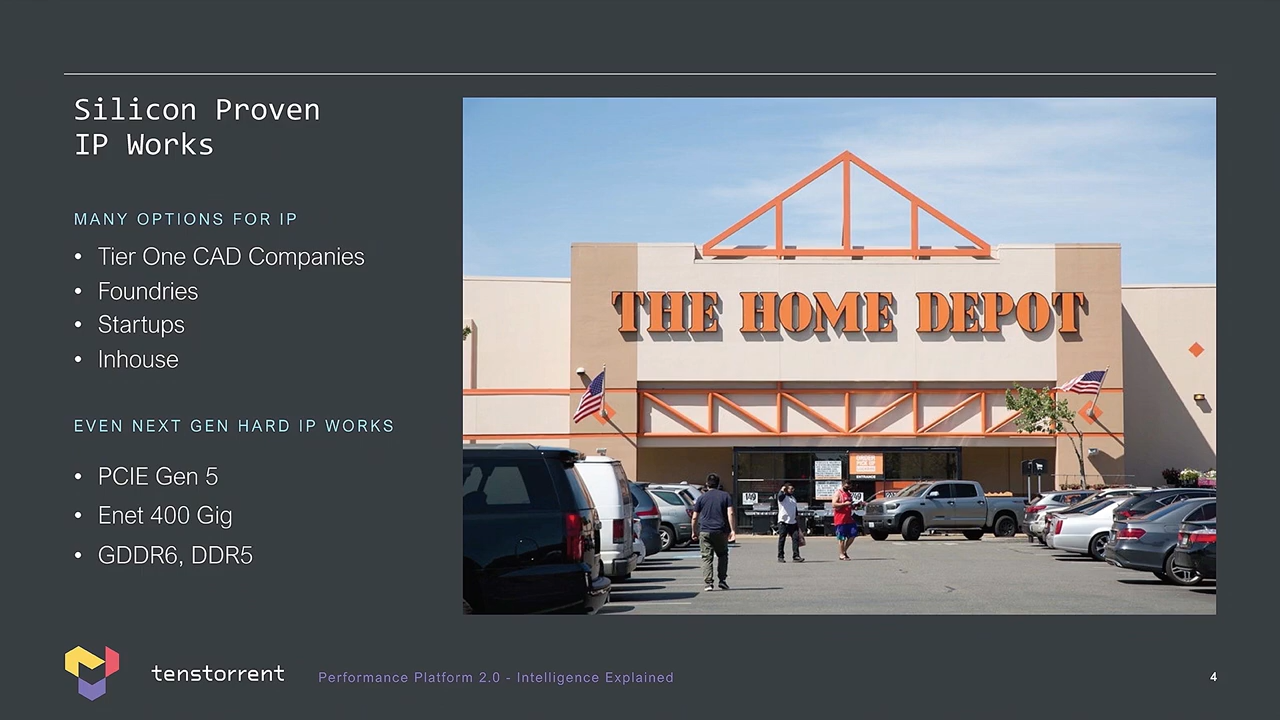 Silicon Proven
IP Works
MANY OPTIONS FOR IP
• Tier One CAD Companies
• Foundries
• Startups
• Inhouse
EVEN NEXT GEN HARD IP WORKS
• PCIE Gen 5
• Enet 400 Gig
• GDDR6, DDR5
THE HOME DEPOT
ENTRANCE
tenstorrent
Performance Platform 2.0 - Intelligence Explained
4